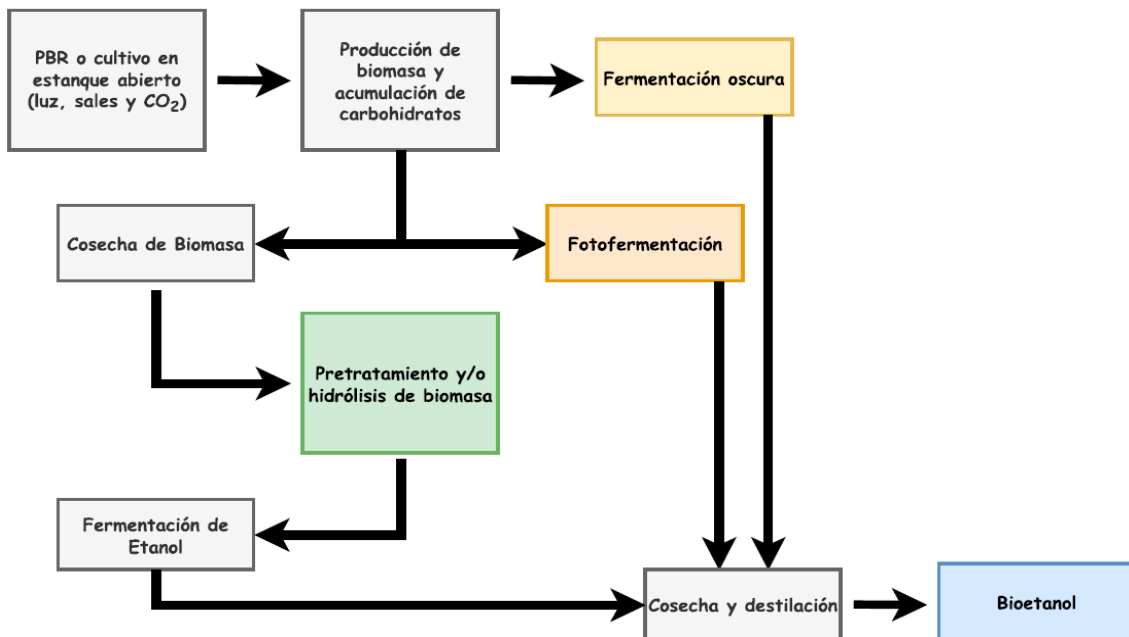 PBR o cultivo en
estanque abierto
(luz, sales y CO₂)
Producción de
biomasa y
acumulación de
carbohidratos
Fermentación oscura
Cosecha de Biomasa
Fotofermentación
Pretratamiento y/o
hidrólisis de biomasa
Fermentación de
Etanol
Cosecha y destilación
Bioetanol